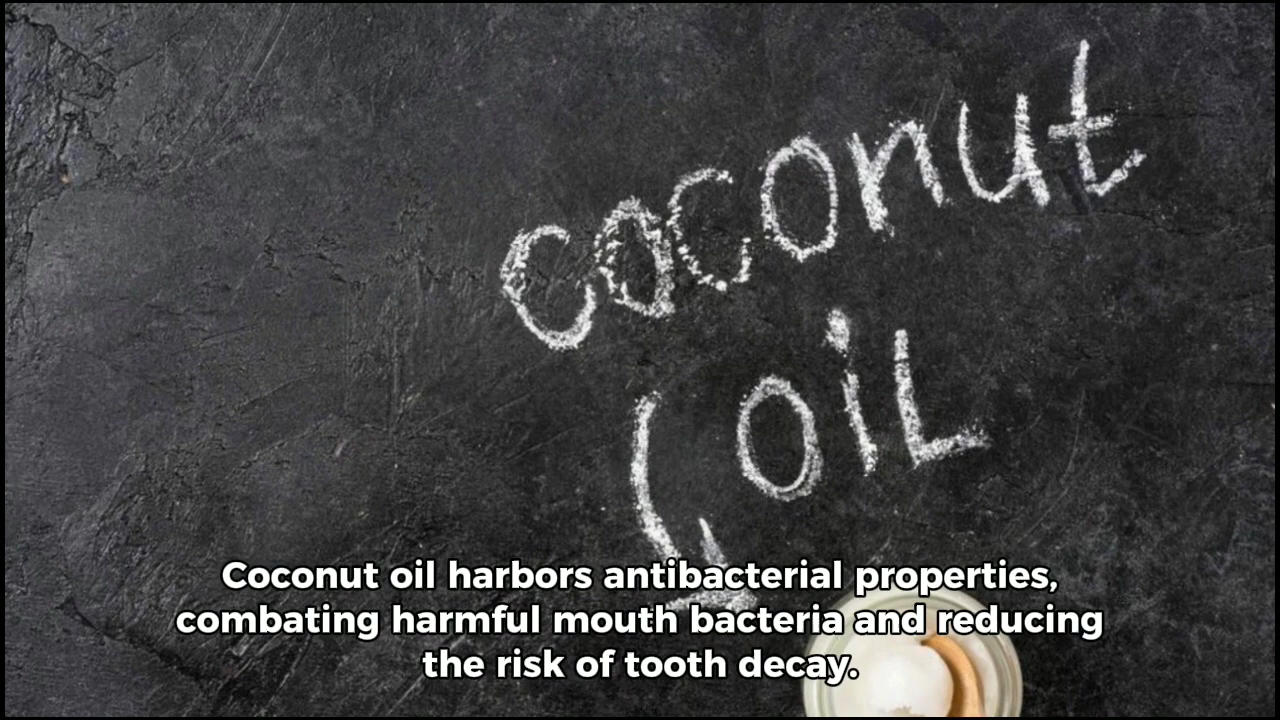 coconut
oil
Coconut oil harbors antibacterial properties,
combating harmful mouth bacteria and reducing
the risk of tooth decay.